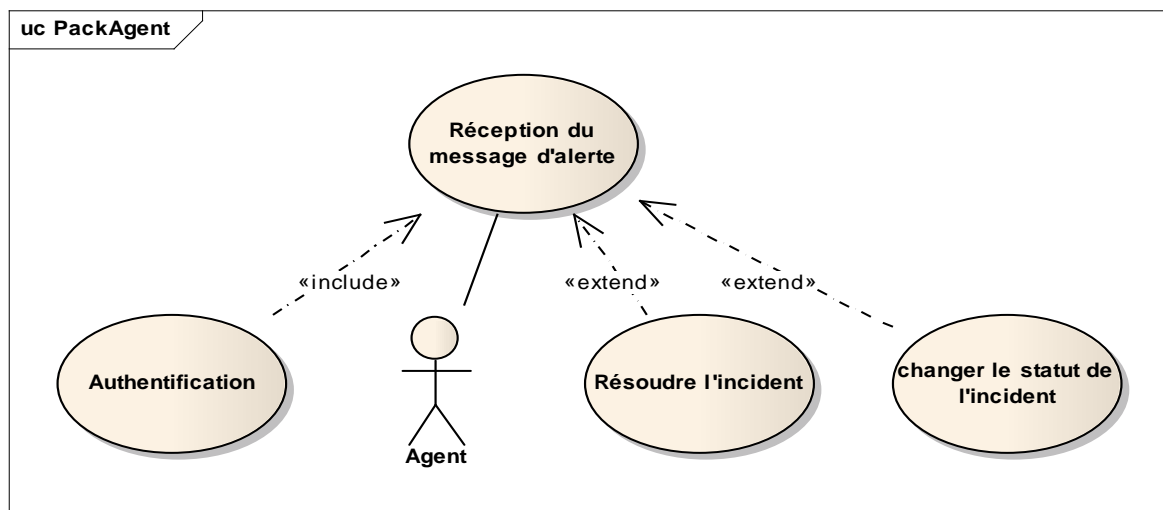 uc PackAgent
Réception du
message d'alerte
«include»
«extend»
«extend»
Authentification
Agent
Résoudre l'incident
changer le statut de
l'incident